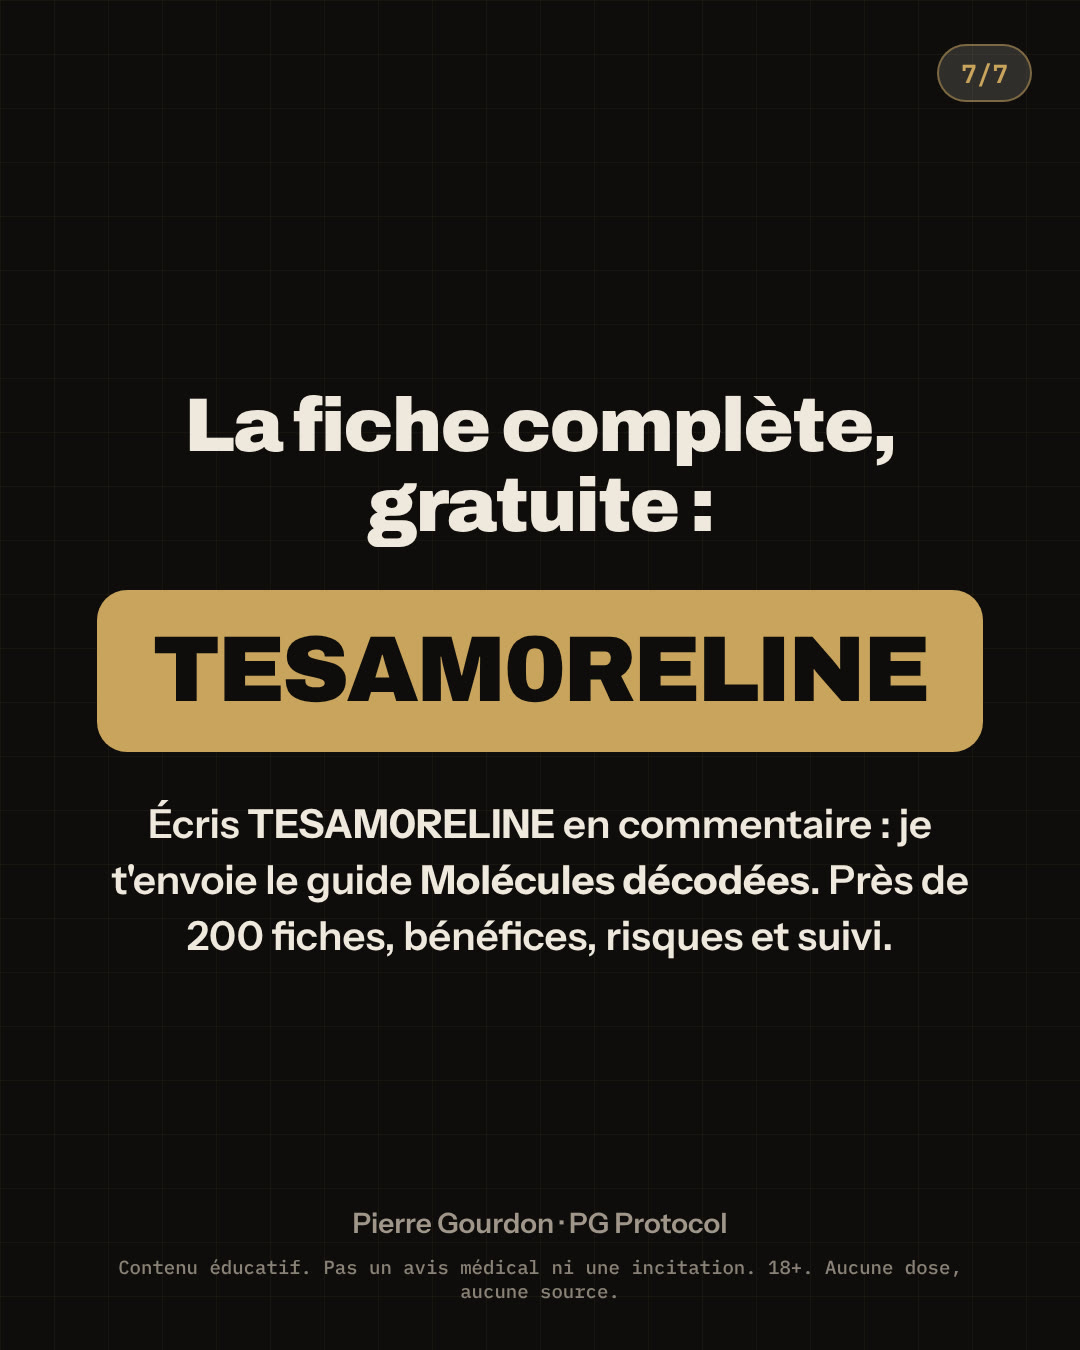 7/7
La fiche complète,
gratuite :
TESAM0RELINE
Écris TESAM0RELINE en commentaire : je
t'envoie le guide Molécules décodées. Près de
200 fiches, bénéfices, risques et suivi.
Pierre Gourdon · PG Protocol
Contenu éducatif. Pas un avis médical ni une incitation. 18+. Aucune dose,
aucune source.